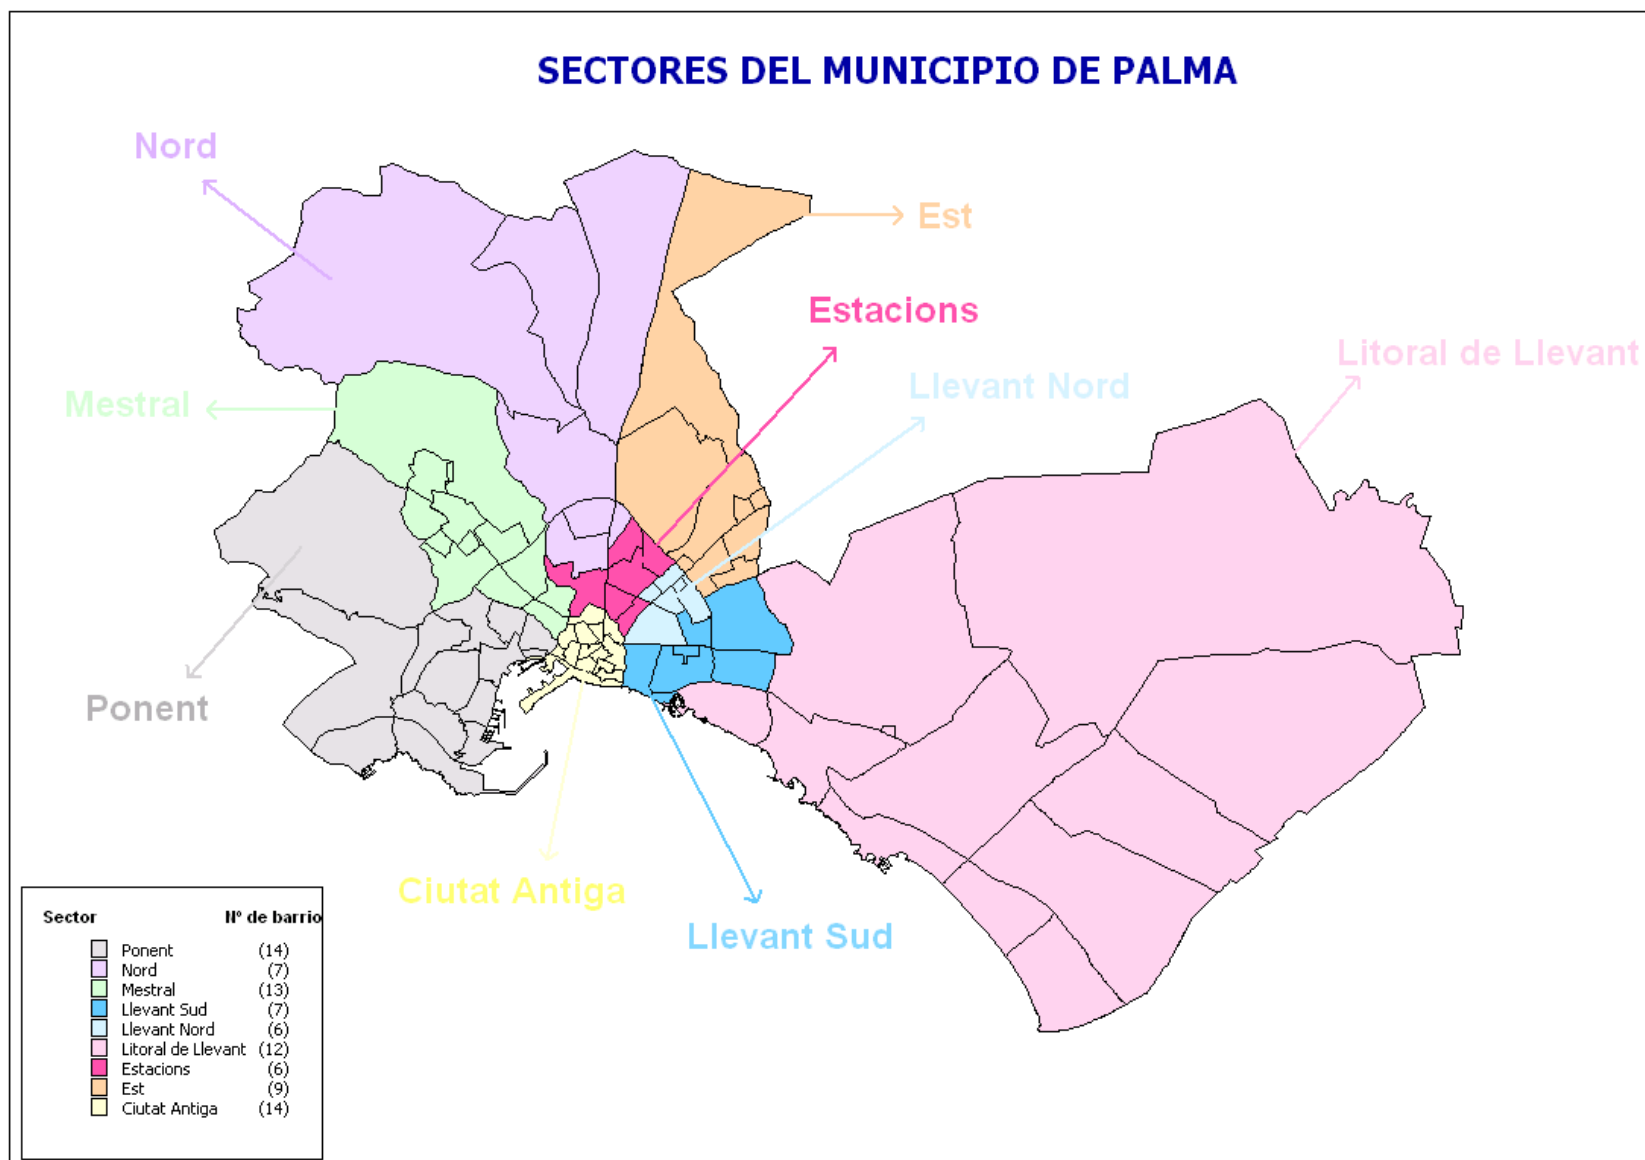 SECTORES DEL MUNICIPIO DE PALMA
Nord
Est
Estacions
Litoral de Llevant
Llevant Nord
Mestral
Ponent
Ciutat Antiga
Llevant Sud
Sector Nº de barrio
Ponent (14)
Nord (7)
Mestral (13)
Llevant Sud (7)
Llevant Nord (6)
Litoral de Llevant (12)
Estacions (6)
Est (9)
Ciutat Antiga (14)